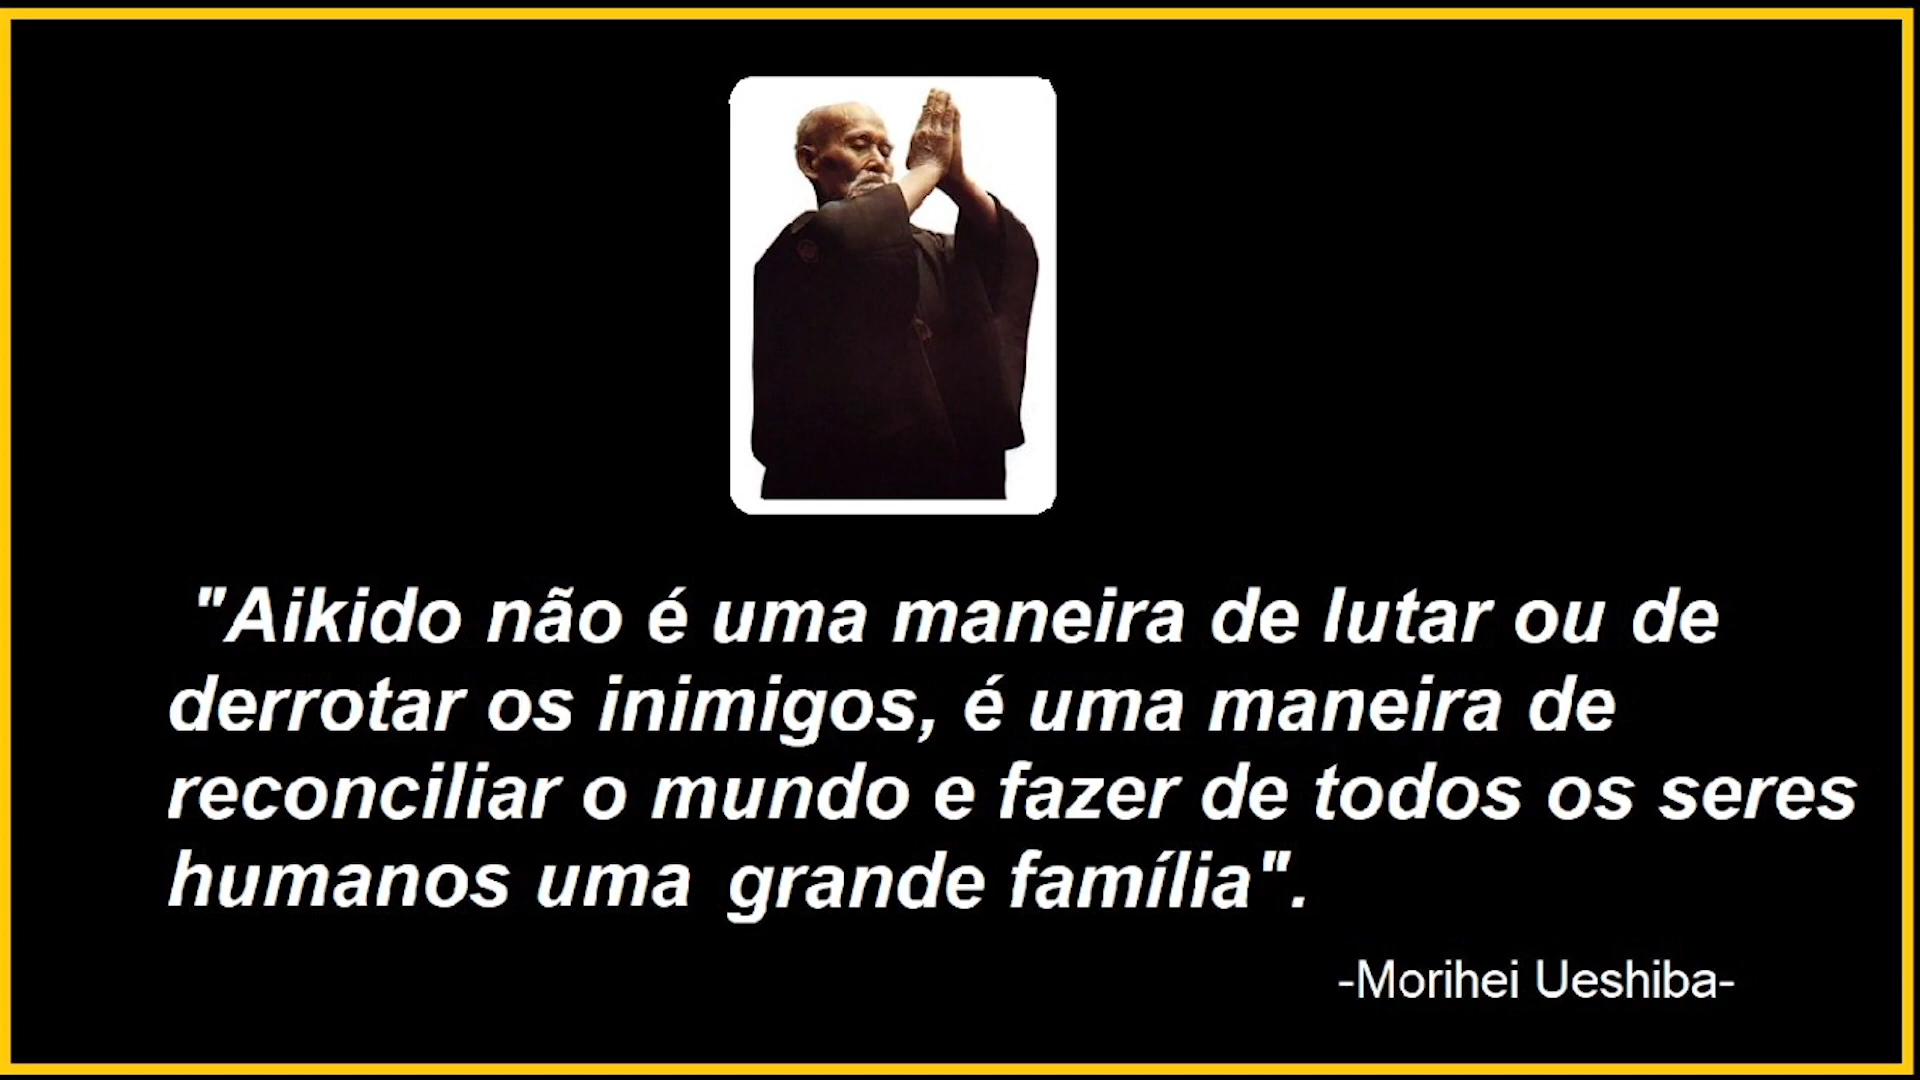 "Aikido não é uma maneira de lutar ou de
derrotar os inimigos, é uma maneira de
reconciliar o mundo e fazer de todos os seres
humanos uma grande família".
-Morihei Ueshiba-